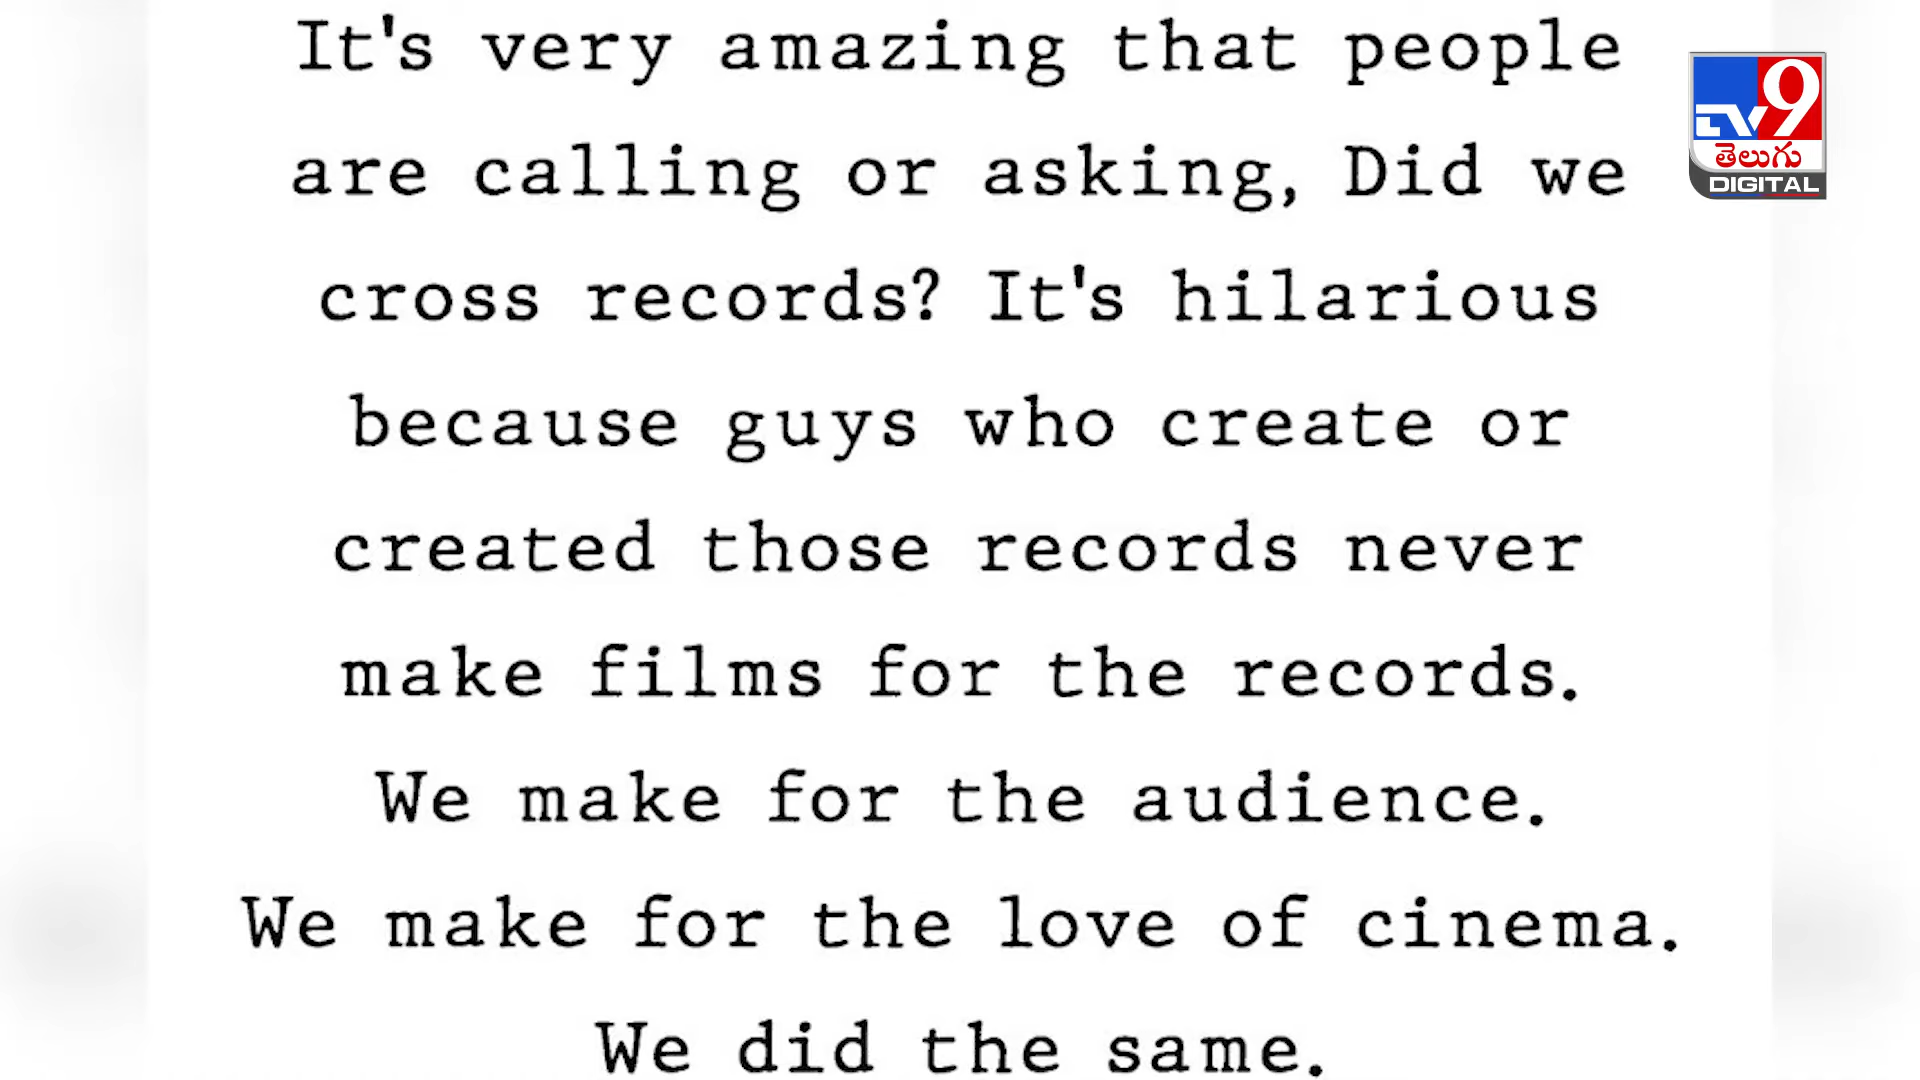 It's very amazing that people
are calling or asking, Did we
cross records? It's hilarious
because guys who create or
created those records never
make films for the records.
We make for the audience.
We make for the love of cinema.
We did the same.
TV9
తెలుగు
DIGITAL